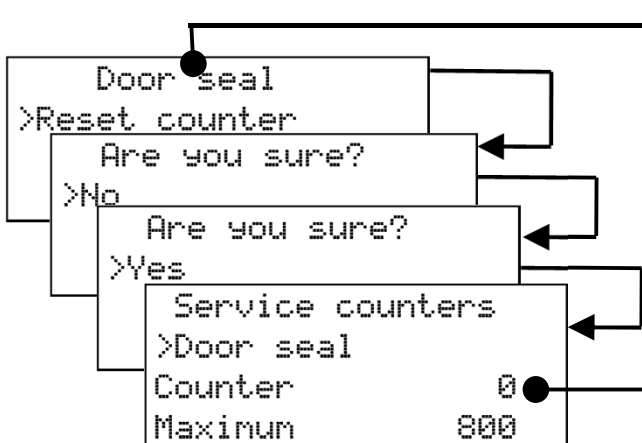 Door seal
>Reset counter
Are you sure?
>No
Are you sure?
>Yes
Service counters
>Door seal
Counter 0
Maximum 800